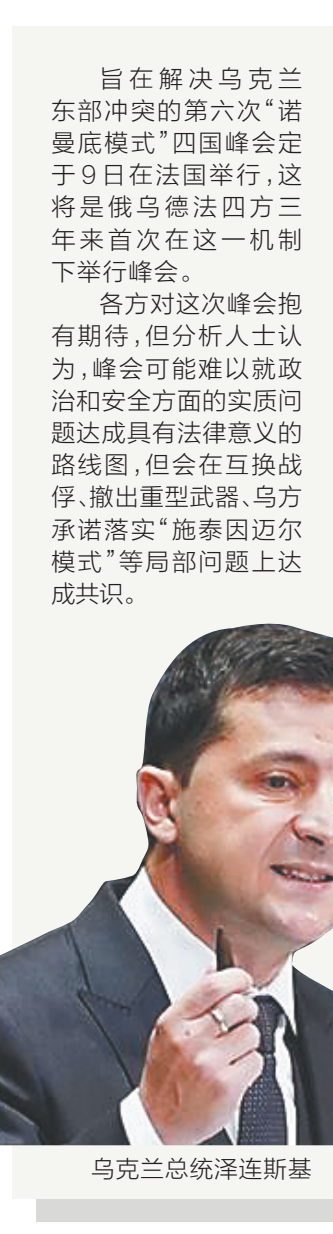 旨在解决乌克兰
东部冲突的第六次“诺
曼底模式”四国峰会定
于9日在法国举行,这
将是俄乌德法四方三
年来首次在这一机制
下举行峰会。
各方对这次峰会抱
有期待,但分析人士认
为,峰会可能难以就政
治和安全方面的实质问
题达成具有法律意义的
路线图,但会在互换战
俘、撤出重型武器、乌方
承诺落实“施泰因迈尔
模式”等局部问题上达
成共识。
乌克兰总统泽连斯基